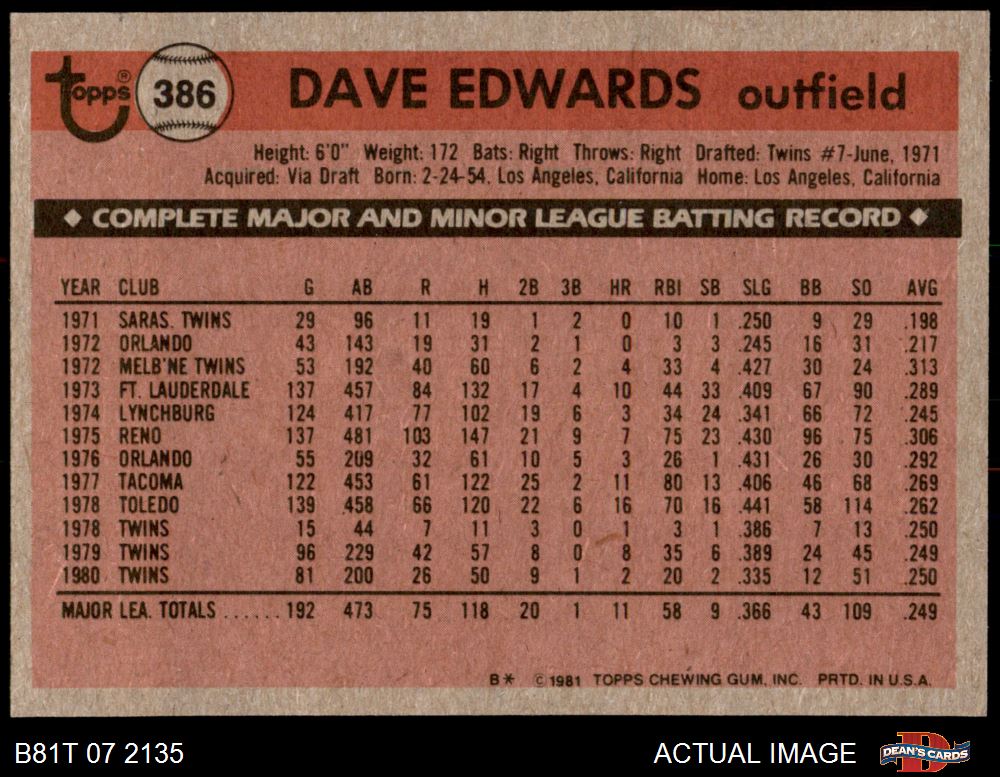 Topps® 386 DAVE EDWARDS outfield
Height: 6'0" Weight: 172 Bats: Right Throws: Right Drafted: Twins #7-June, 1971
Acquired: Via Draft Born: 2-24-54, Los Angeles, California Home: Los Angeles, California
◆ COMPLETE MAJOR AND MINOR LEAGUE BATTING RECORD ◆
YEAR CLUB G AB R H 2B 3B HR RBI SB SLG BB SO AVG
1971 SARAS. TWINS 29 96 11 19 1 2 0 10 1 .250 9 29 .198
1972 ORLANDO 43 143 19 31 2 1 0 3 3 .245 16 31 .217
1972 MELB'NE TWINS 53 192 40 60 6 2 4 33 4 .427 30 24 .313
1973 FT. LAUDERDALE 137 457 84 132 17 4 10 44 33 .409 67 90 .289
1974 LYNCHBURG 124 417 77 102 19 6 3 34 24 .341 66 72 .245
1975 RENO 137 481 103 147 21 9 7 75 23 .430 96 75 .306
1976 ORLANDO 55 209 32 61 10 5 3 26 1 .431 26 30 .292
1977 TACOMA 122 453 61 122 25 2 11 80 13 .406 46 68 .269
1978 TOLEDO 139 458 66 120 22 6 16 70 16 .441 58 114 .262
1978 TWINS 15 44 7 11 3 0 1 3 1 .386 7 13 .250
1979 TWINS 96 229 42 57 8 0 8 35 6 .389 24 45 .249
1980 TWINS 81 200 26 50 9 1 2 20 2 .335 12 51 .250
MAJOR LEA. TOTALS ...... 192 473 75 118 20 1 11 58 9 .366 43 109 .249
B* © 1981 TOPPS CHEWING GUM, INC. PRTD. IN U.S.A.
B81T 07 2135 ACTUAL IMAGE DEAN'S CARDS